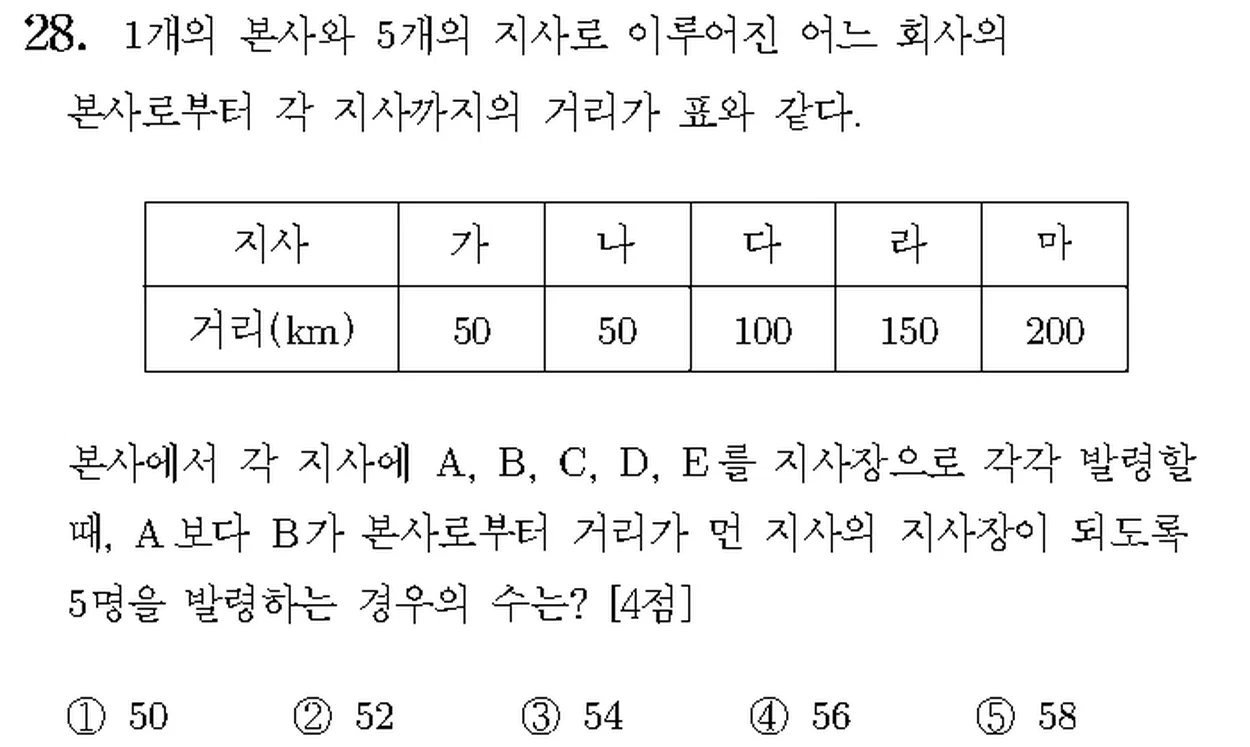 28. 1개의 본사와 5개의 지사로 이루어진 어느 회사의
본사로부터 각 지사까지의 거리가 표와 같다.
지사 가 나 다 라 마
거리(km) 50 50 100 150 200
본사에서 각 지사에 A, B, C, D, E를 지사장으로 각각 발령할
때, A보다 B가 본사로부터 거리가 먼 지사의 지사장이 되도록
5명을 발령하는 경우의 수는? [4점]
① 50 ② 52 ③ 54 ④ 56 ⑤ 58